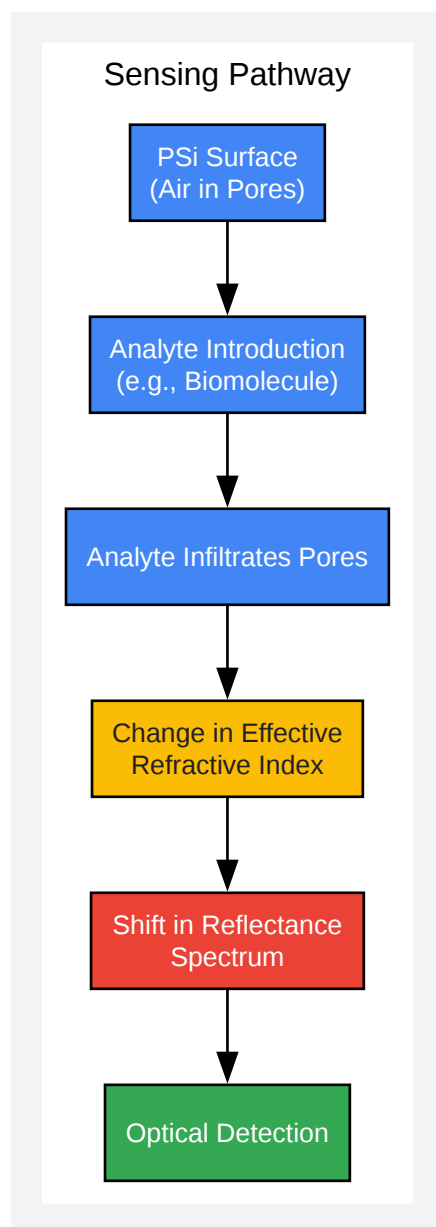 Sensing Pathway
PSi Surface
(Air in Pores)
Analyte Introduction
(e.g., Biomolecule)
Analyte Infiltrates Pores
Change in Effective
Refractive Index
Shift in Reflectance
Spectrum
Optical Detection